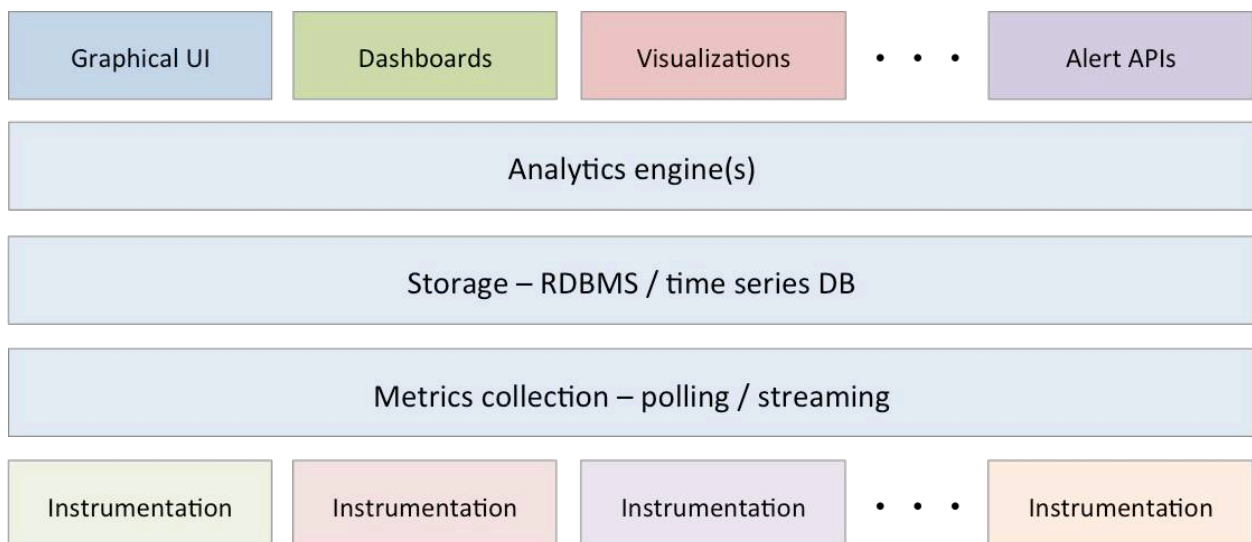 Graphical UI
Dashboards
Visualizations
• • •
Alert APIs
Analytics engine(s)
Storage – RDBMS / time series DB
Metrics collection – polling / streaming
Instrumentation
Instrumentation
Instrumentation
• • •
Instrumentation